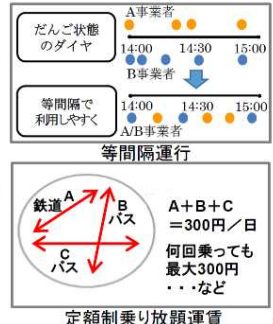 だんご状態
のダイヤ
A事業者
14:00 14:30 15:00
B事業者
等間隔で
利用しやすく
14:00 14:30 15:00
A/B事業者
等間隔運行
鉄道
A
B
バス
C
バス
A+B+C
=300円/日
何回乗っても
最大300円
・・・など
定額制乗り放題運賃